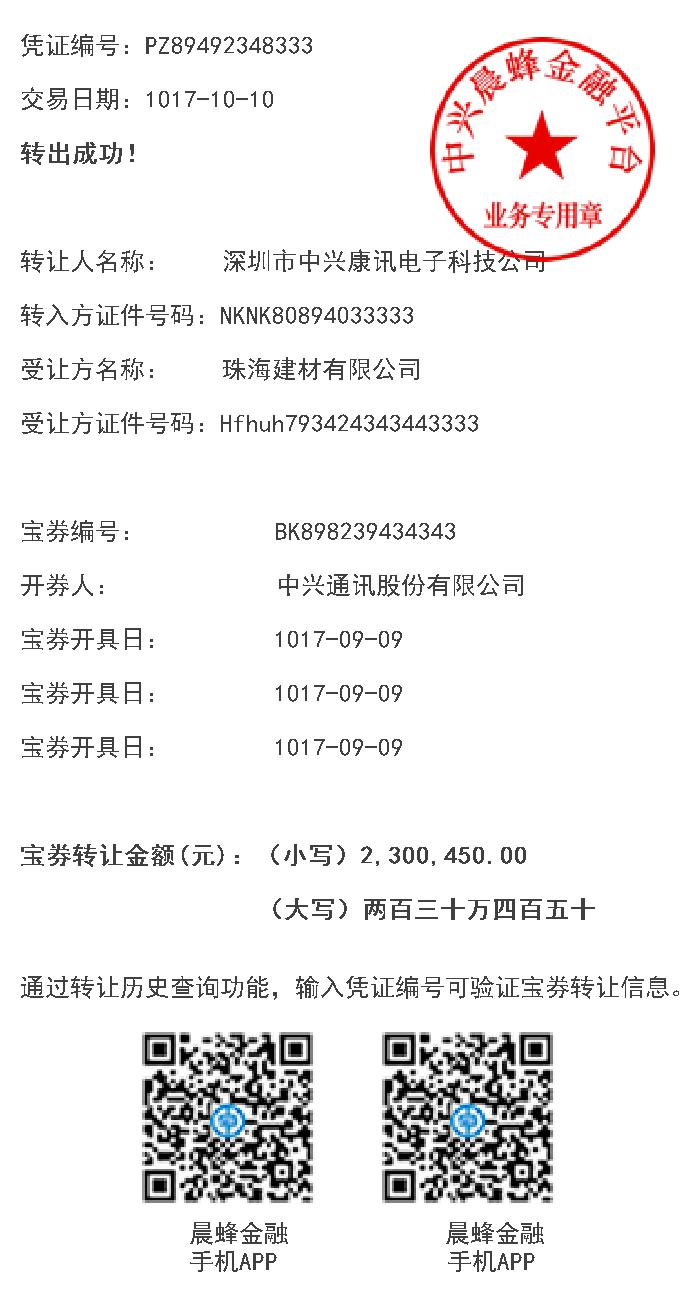 凭证编号：PZ89492348333
交易日期：1017-10-10
中兴晨蜂金融平台
业务专用章
转出成功！
转让人名称： 深圳市中兴康讯电子科技公司
转入方证件号码：NKNK80894033333
受让方名称： 珠海建材有限公司
受让方证件号码：Hfhuh793424343443333
宝券编号： BK898239434343
开券人： 中兴通讯股份有限公司
宝券开具日： 1017-09-09
宝券开具日： 1017-09-09
宝券开具日： 1017-09-09
宝券转让金额(元)：（小写）2,300,450.00
（大写）两百三十万四百五十
通过转让历史查询功能，输入凭证编号可验证宝券转让信息。
晨蜂金融 晨蜂金融
手机APP 手机APP